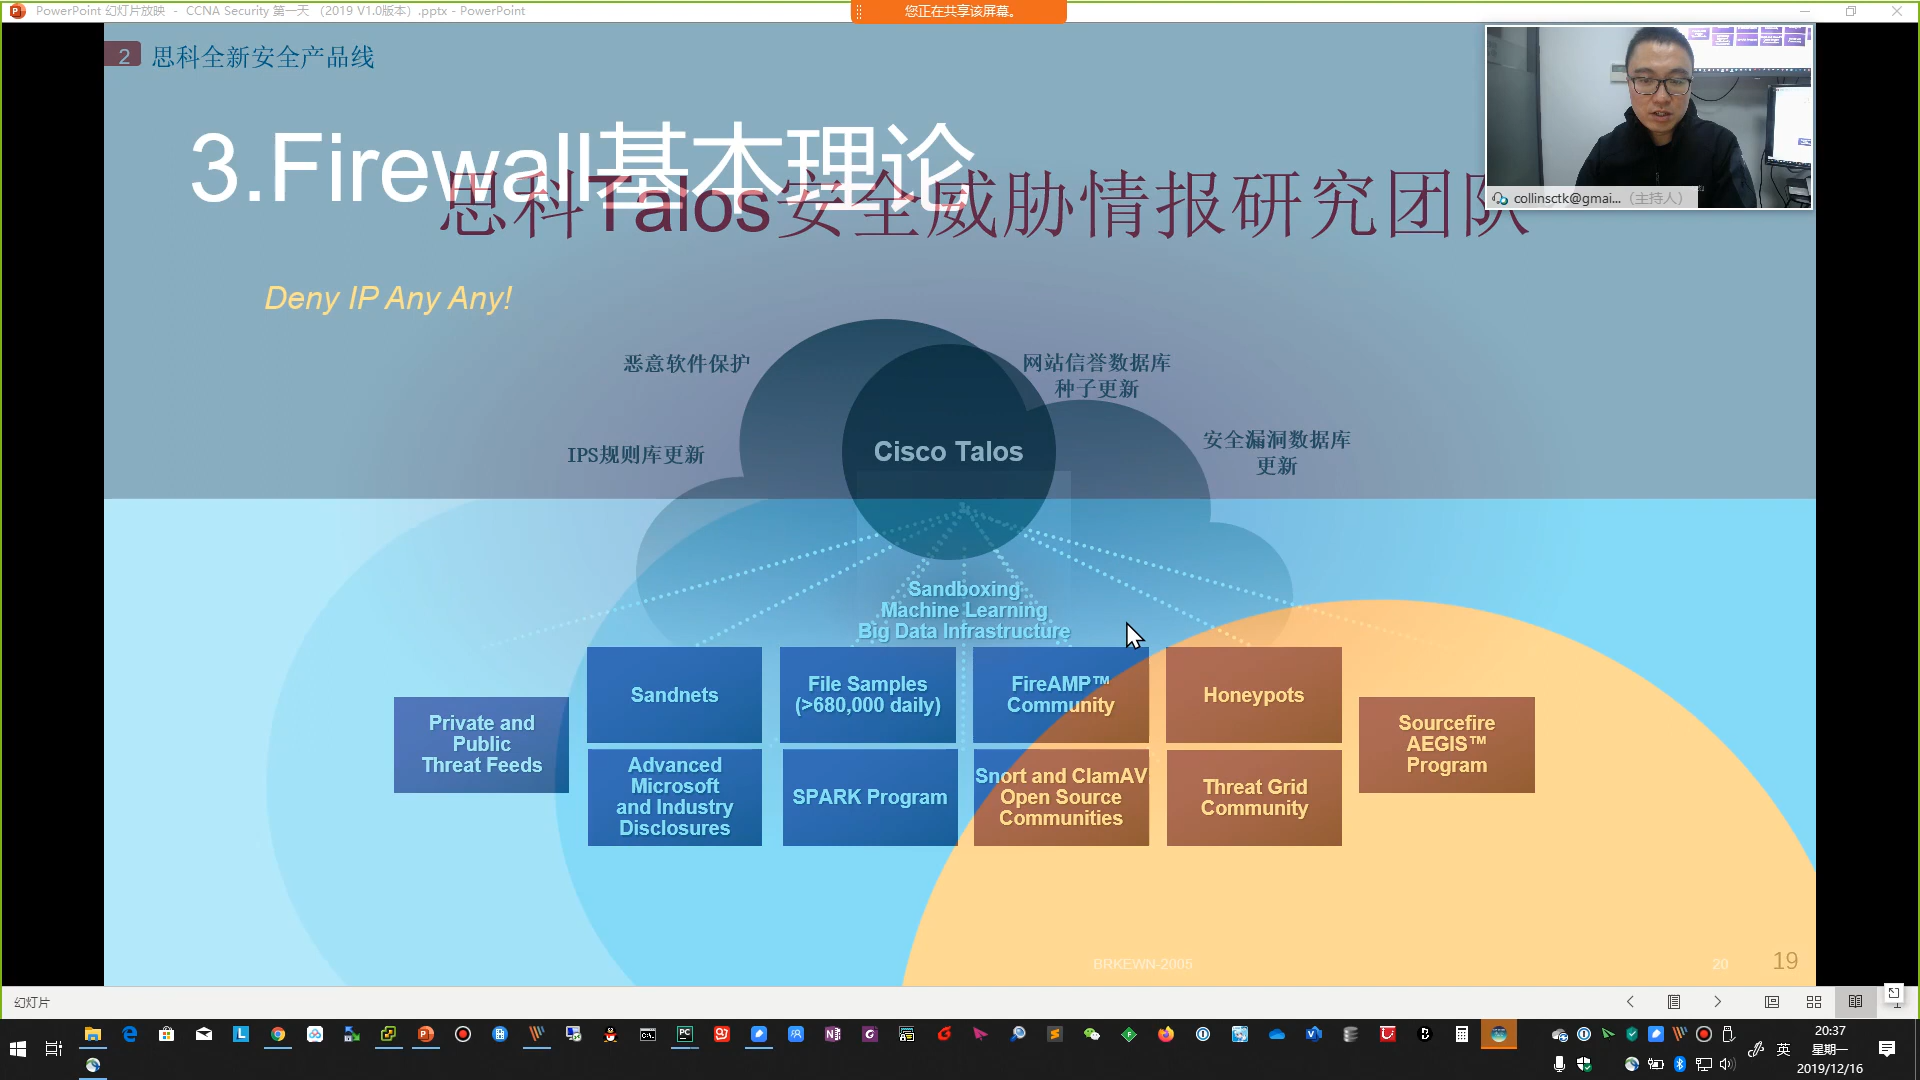 PowerPoint 幻灯片放映 - CCNA Security 第一天 （2019 V1.0版本）.pptx - PowerPoint
您正在共享该屏幕。
2 思科全新安全产品线
3.Firewall基本理论
思科Talos安全威胁情报研究团队
collinsctk@gmai... （主持人）
Deny IP Any Any!
恶意软件保护
网站信誉数据库
种子更新
IPS规则库更新
Cisco Talos
安全漏洞数据库
更新
Sandboxing
Machine Learning
Big Data Infrastructure
Private and
Public
Threat Feeds
Sandnets
File Samples
(>680,000 daily)
FireAMP™
Community
Honeypots
Sourcefire
AEGIS™
Program
Advanced
Microsoft
and Industry
Disclosures
SPARK Program
Snort and ClamAV
Open Source
Communities
Threat Grid
Community
BRKEWN-2005
20
19
幻灯片
英
20:37
星期一
2019/12/16